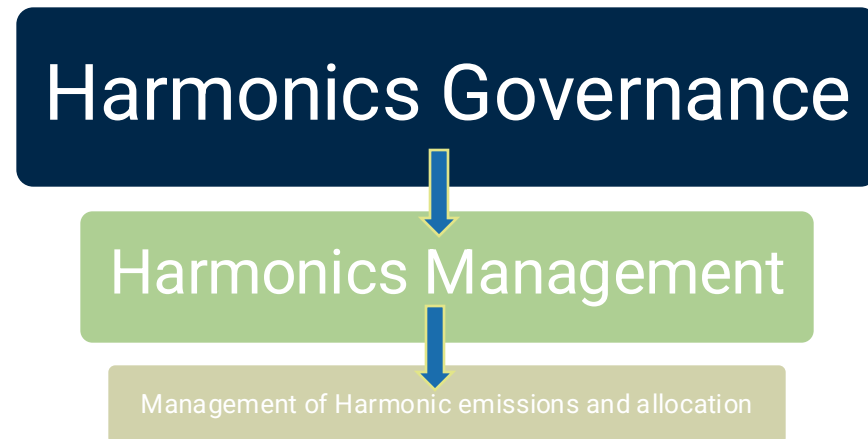 Harmonics Governance
Harmonics Management
Management of Harmonic emissions and allocation